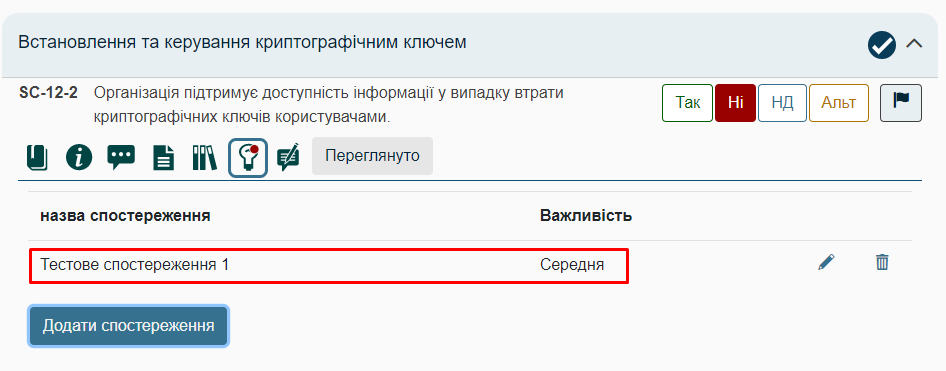 Встановлення та керування криптографічним ключем
SC-12-2 Організація підтримує доступність інформації у випадку втрати
криптографічних ключів користувачами.
Так Ні НД Альт
Переглянуто
назва спостереження Важливість
Тестове спостереження 1 Середня
Додати спостереження